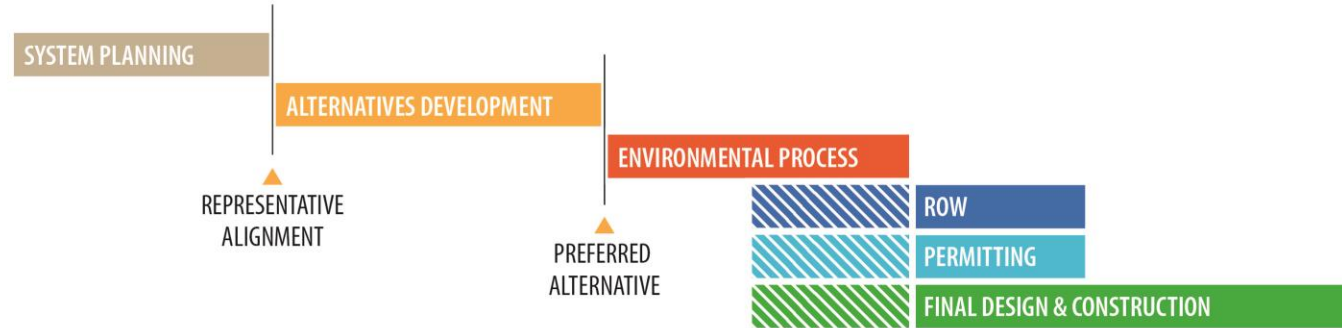 SYSTEM PLANNING
ALTERNATIVES DEVELOPMENT
ENVIRONMENTAL PROCESS
REPRESENTATIVE
ALIGNMENT
ROW
PREFERRED
ALTERNATIVE
PERMITTING
FINAL DESIGN & CONSTRUCTION